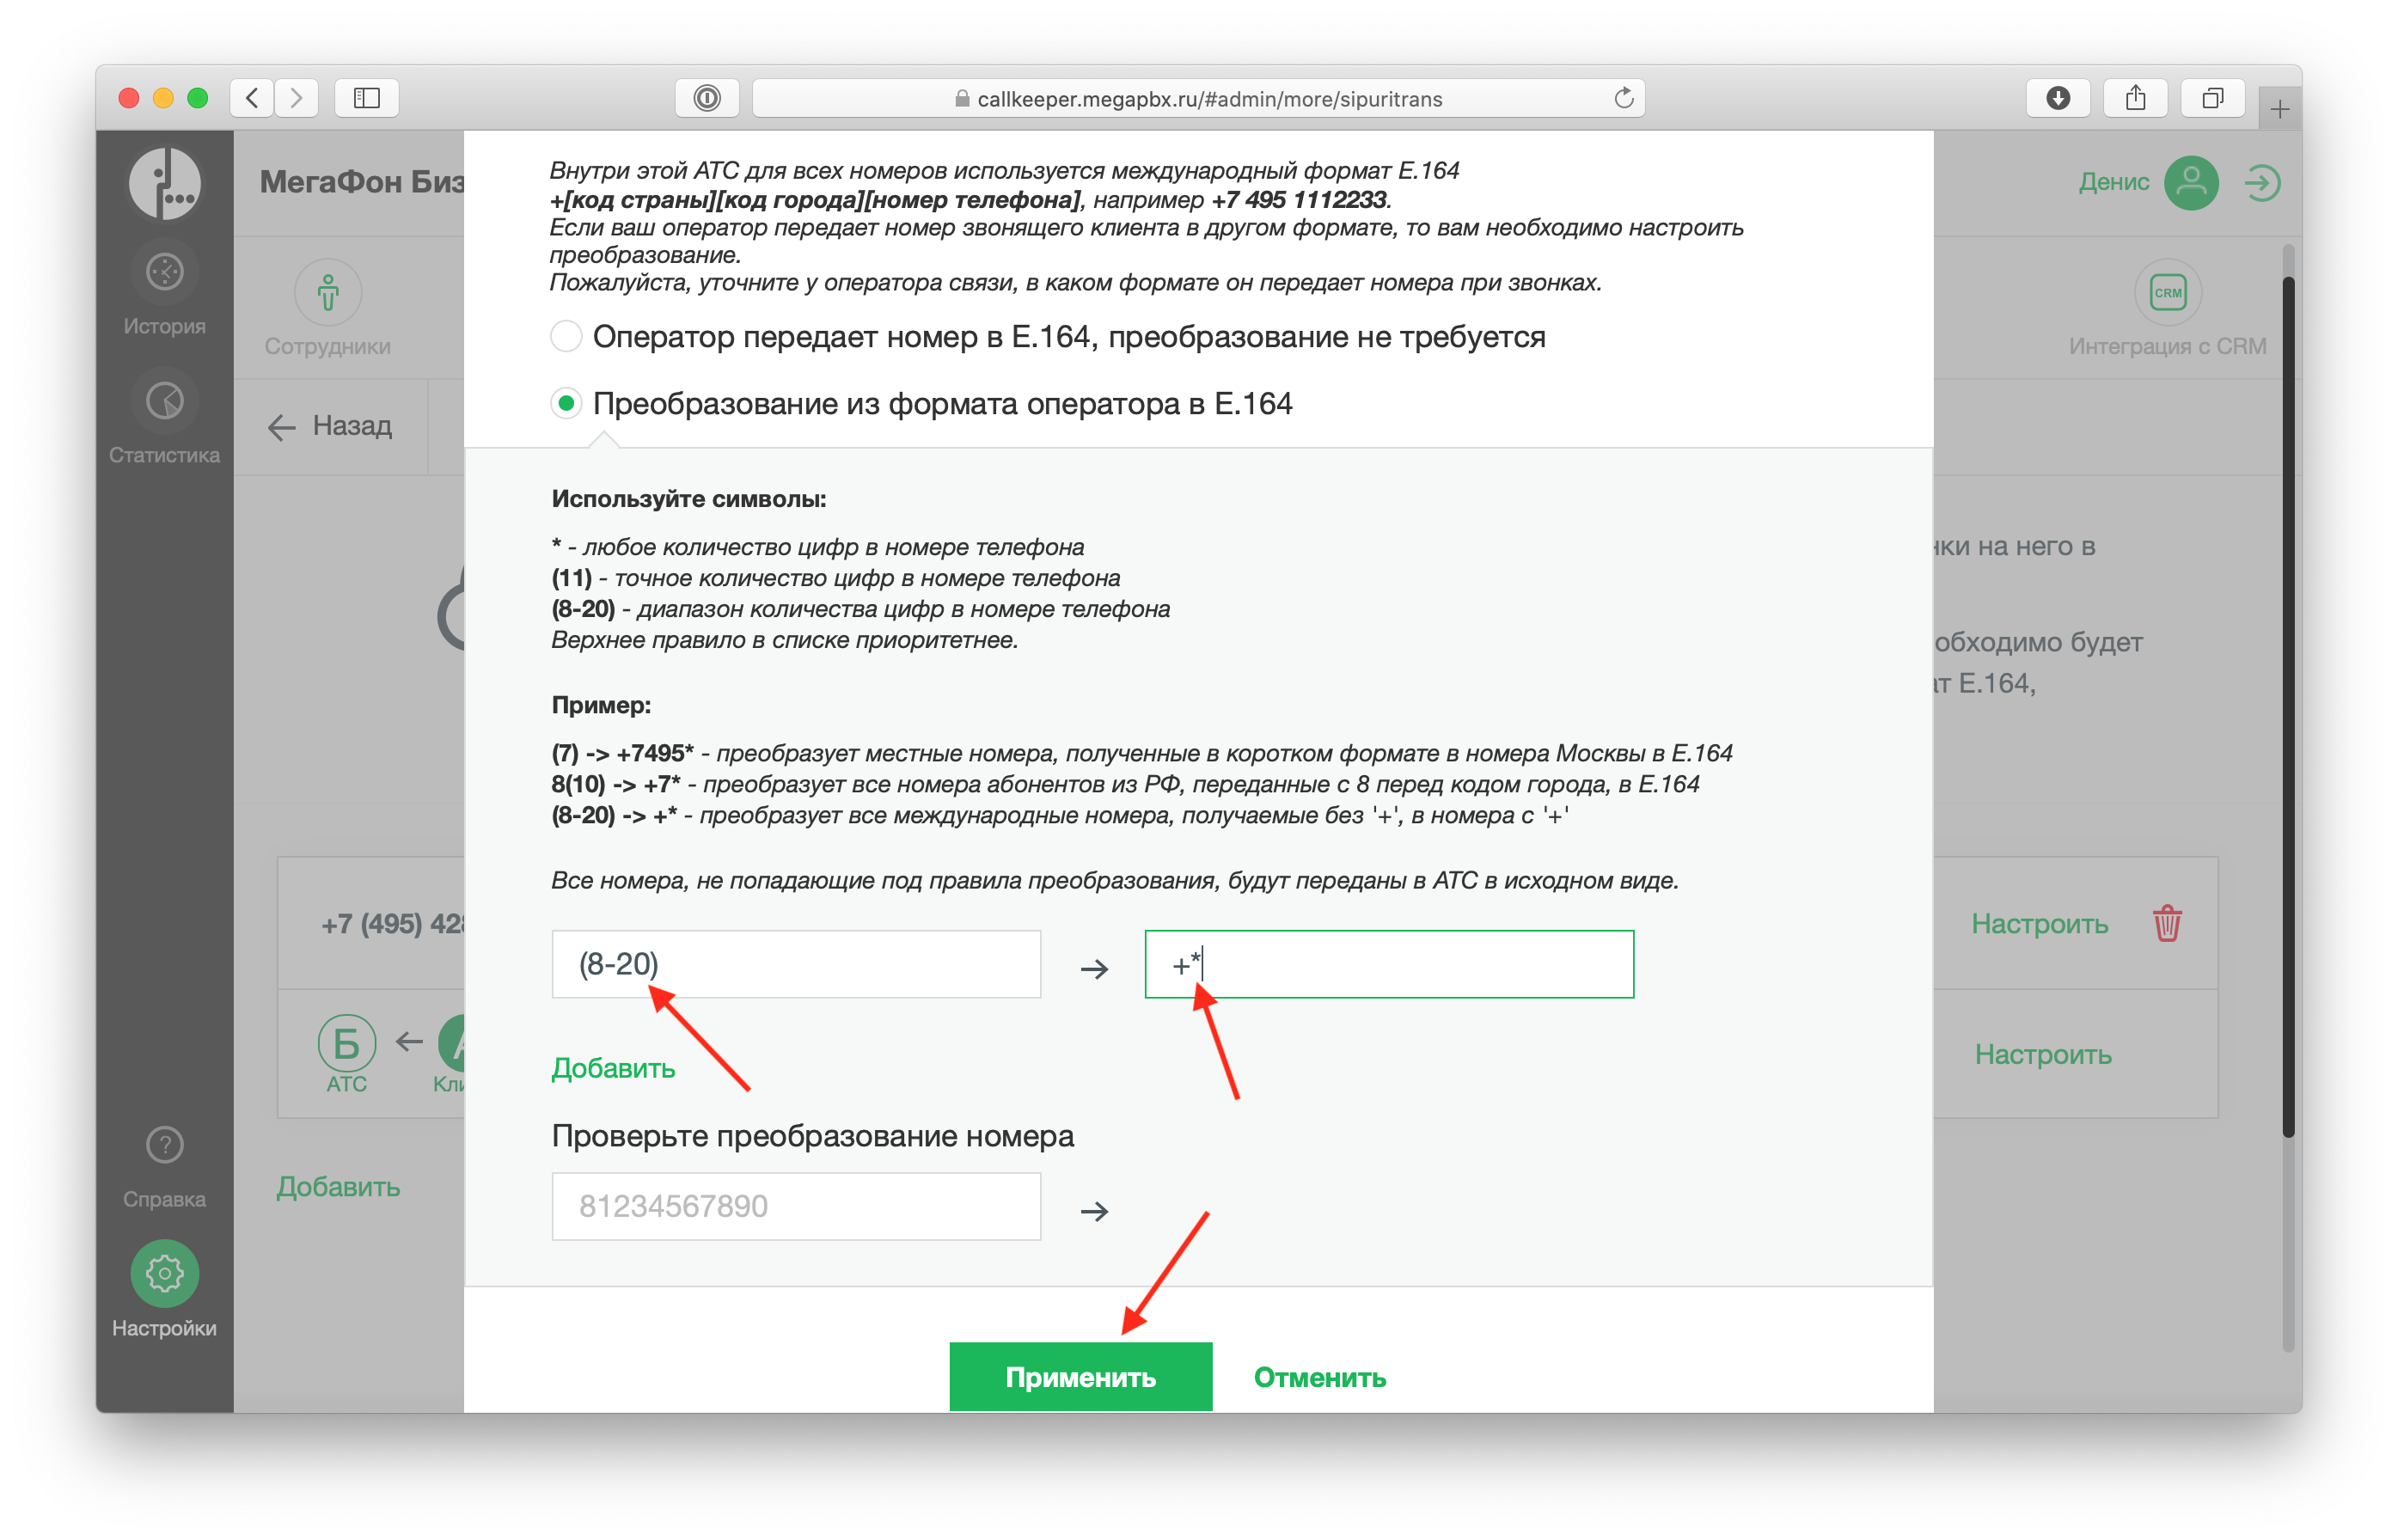 callkeeper.megapbx.ru/#admin/more/sipuritrans
МегаФон Биз
Денис
История
Статистика
Справка
Настройки
Сотрудники
CRM
Интеграция с CRM
Назад
Внутри этой АТС для всех номеров используется международный формат E.164
+[код страны][код города][номер телефона], например +7 495 1112233.
Если ваш оператор передает номер звонящего клиента в другом формате, то вам необходимо настроить
преобразование.
Пожалуйста, уточните у оператора связи, в каком формате он передает номера при звонках.
Оператор передает номер в E.164, преобразование не требуется
Преобразование из формата оператора в E.164
Используйте символы:
* - любое количество цифр в номере телефона
(11) - точное количество цифр в номере телефона
(8-20) - диапазон количества цифр в номере телефона
Верхнее правило в списке приоритетнее.
Пример:
(7) -> +7495* - преобразует местные номера, полученные в коротком формате в номера Москвы в E.164
8(10) -> +7* - преобразует все номера абонентов из РФ, переданные с 8 перед кодом города, в E.164
(8-20) -> +* - преобразует все международные номера, получаемые без '+', в номера с '+'
Все номера, не попадающие под правила преобразования, будут переданы в АТС в исходном виде.
(8-20) → +*
Добавить
Проверьте преобразование номера
81234567890 →
Применить Отменить
нки на него в
обходимо будет
ат E.164,
+7 (495) 428
Настроить
Б ← А
АТС Кли
Настроить
Добавить